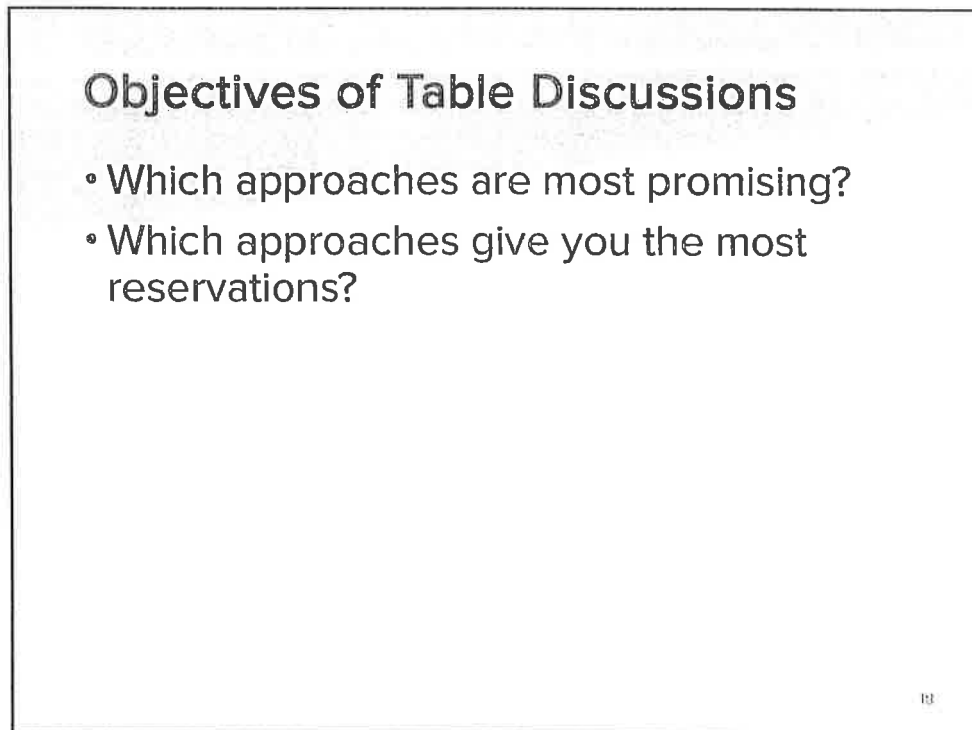 Objectives of Table Discussions
• Which approaches are most promising?
• Which approaches give you the most
reservations?